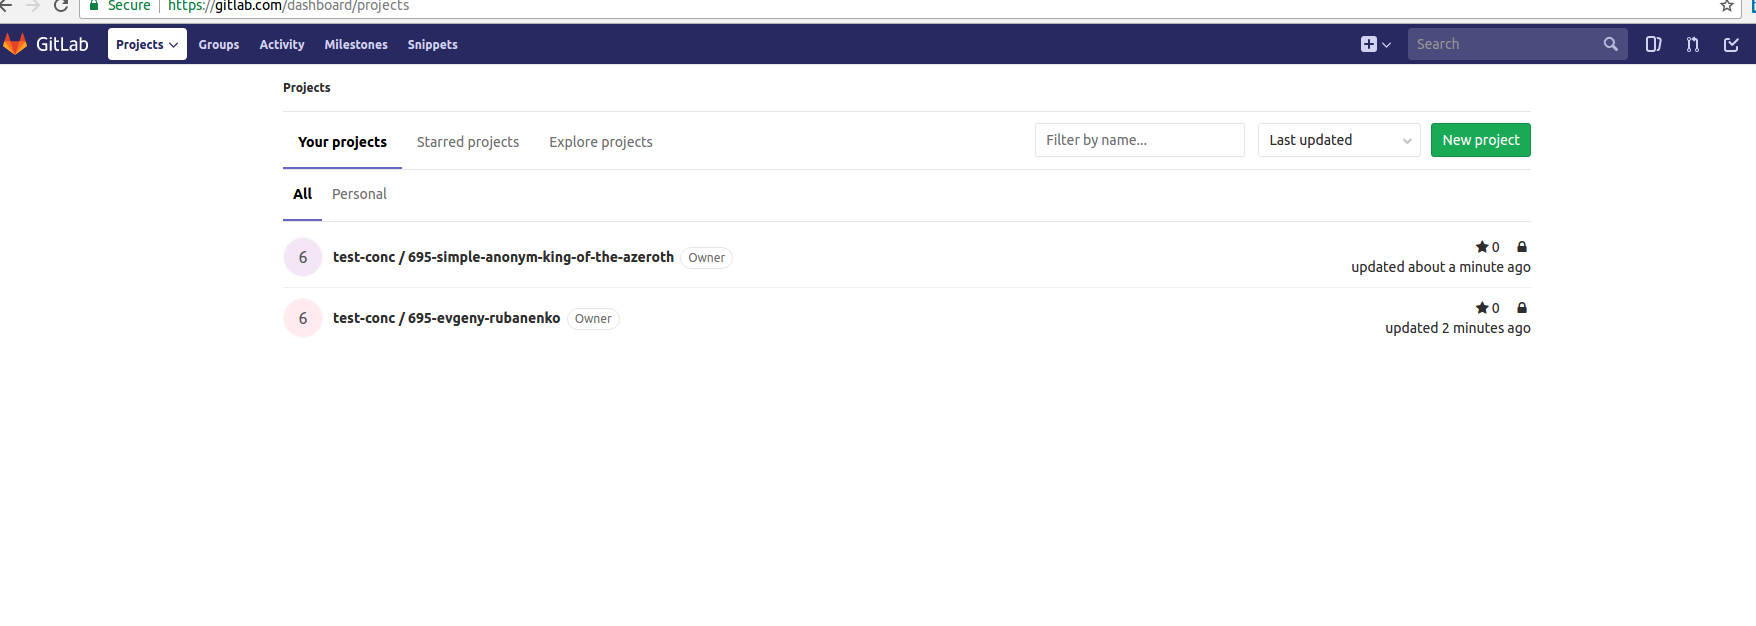 Secure https://gitlab.com/dashboard/projects
GitLab Projects Groups Activity Milestones Snippets Search
Projects
Your projects Starred projects Explore projects Filter by name... Last updated New project
All Personal
6 test-conc / 695-simple-anonym-king-of-the-azeroth Owner 0
updated about a minute ago
6 test-conc / 695-evgeny-rubanenko Owner 0
updated 2 minutes ago